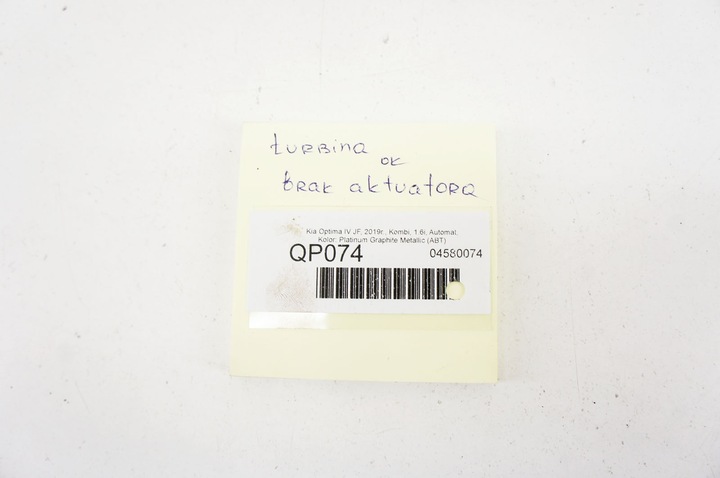 turbina ok
brak aktuatora
Kia Optima IV JF, 2019r., Kombi, 1.6i, Automat,
Kolor: Platinum Graphite Metallic (ABT)
QP074 04580074